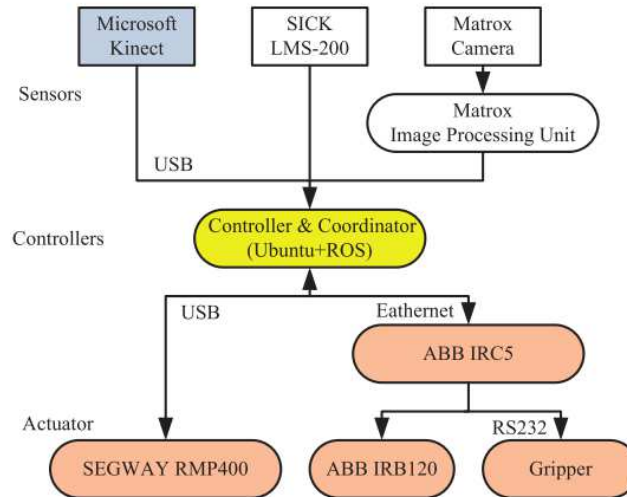 Microsoft
Kinect
SICK
LMS-200
Matrox
Camera
Sensors
Matrox
Image Processing Unit
USB
Controllers
Controller & Coordinator
(Ubuntu+ROS)
USB
Eathernet
ABB IRC5
Actuator
RS232
SEGWAY RMP400
ABB IRB120
Gripper